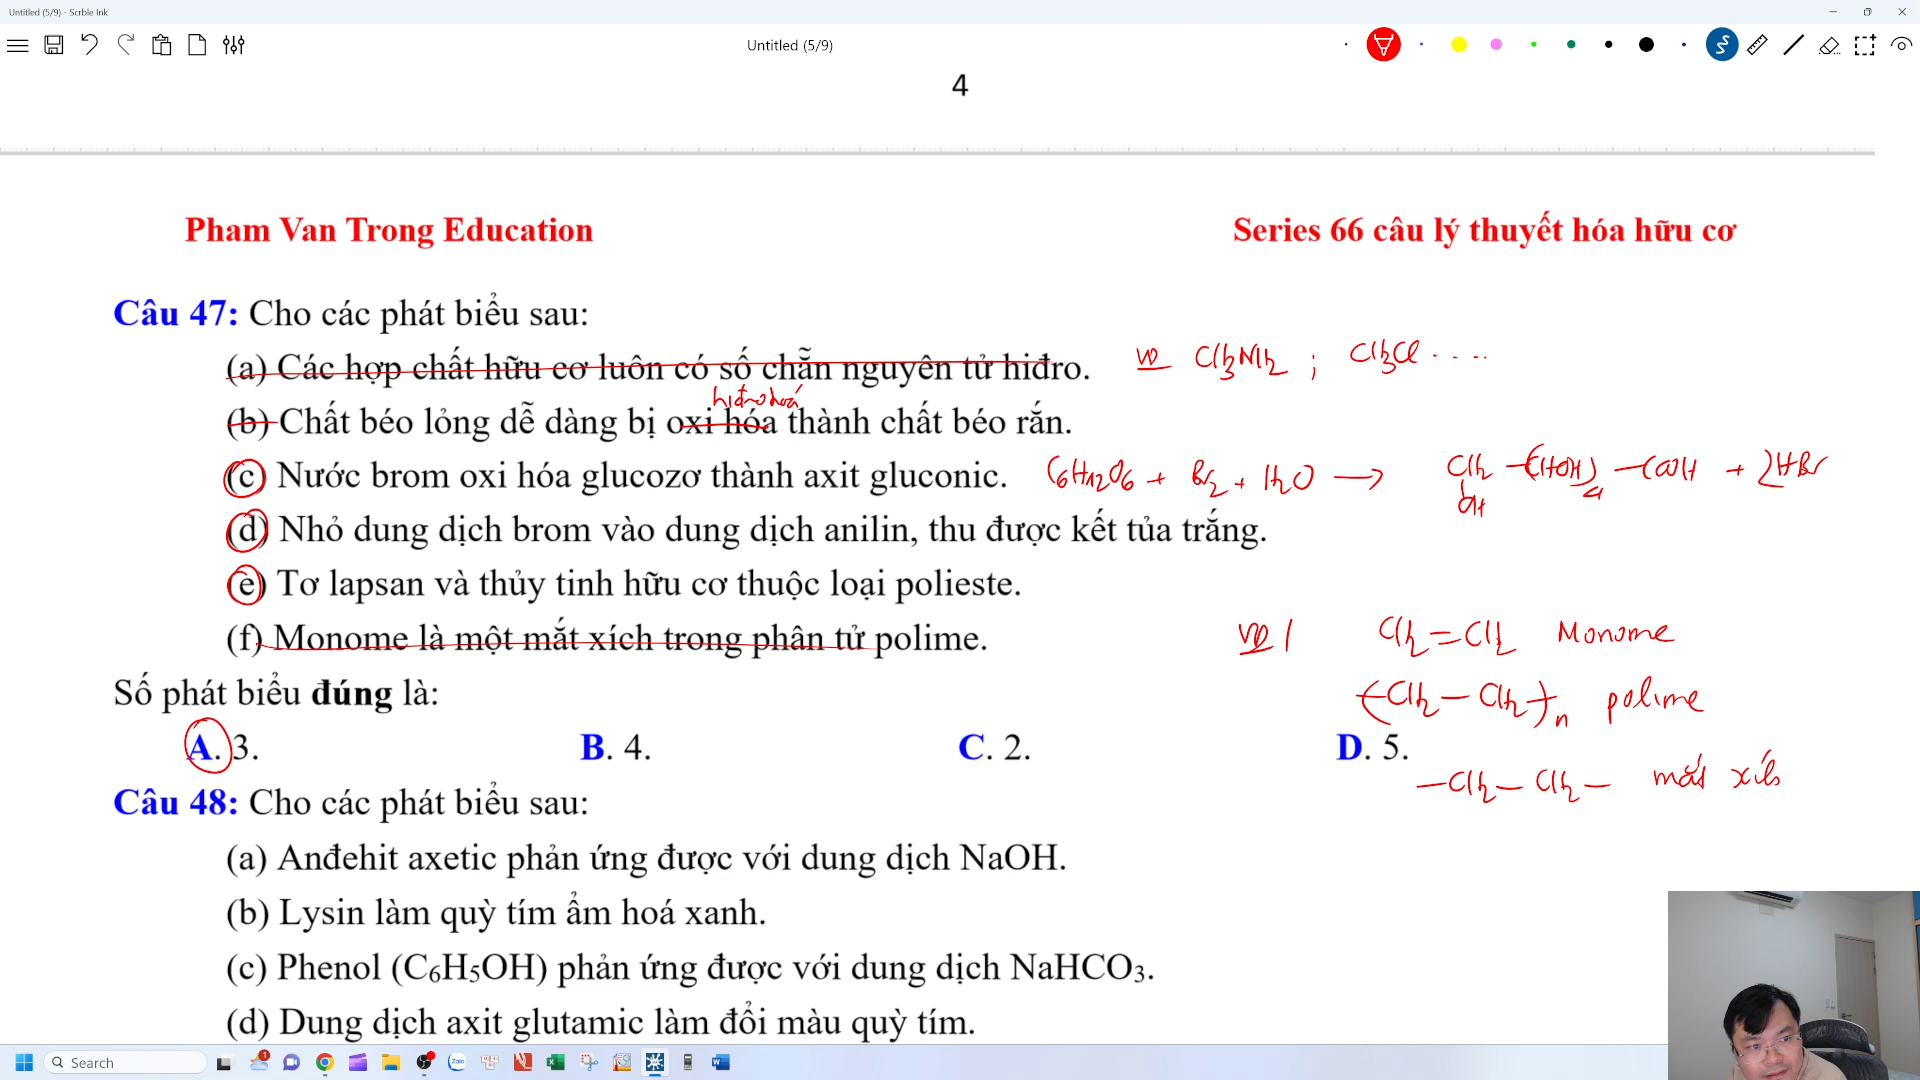 Untitled (5/9) - Scrble Ink
Untitled (5/9)
4
Pham Van Trong Education
Series 66 câu lý thuyết hóa hữu cơ
Câu 47: Cho các phát biểu sau:
(a) Các hợp chất hữu cơ luôn có số chẵn nguyên tử hiđro. VD CH3NH2 ; CH3Cl ....
hiđro hoá
(b) Chất béo lỏng dễ dàng bị oxi hóa thành chất béo rắn.
(c) Nước brom oxi hóa glucozơ thành axit gluconic. C6H12O6 + Br2 + H2O → CH2 - (CHOH)4 - COOH + 2HBr
OH
(d) Nhỏ dung dịch brom vào dung dịch anilin, thu được kết tủa trắng.
(e) Tơ lapsan và thủy tinh hữu cơ thuộc loại polieste.
(f) Monome là một mắt xích trong phân tử polime. VD1 CH2=CH2 Monome
Số phát biểu đúng là: (CH2 - CH2)n polime
A. 3. B. 4. C. 2. D. 5.
-CH2-CH2- mắt xích
Câu 48: Cho các phát biểu sau:
(a) Anđehit axetic phản ứng được với dung dịch NaOH.
(b) Lysin làm quỳ tím ẩm hoá xanh.
(c) Phenol (C6H5OH) phản ứng được với dung dịch NaHCO3.
(d) Dung dịch axit glutamic làm đổi màu quỳ tím.
Search